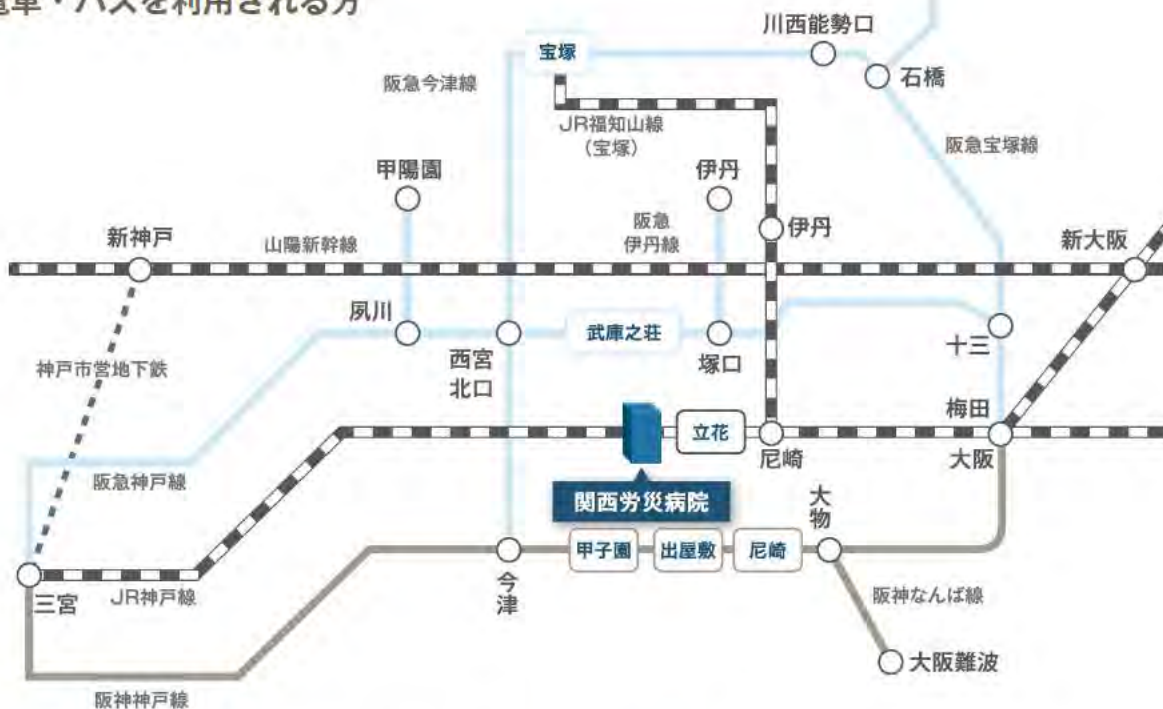 電車・バスを利用される方
川西能勢口
宝塚
石橋
阪急今津線
JR福知山線
（宝塚）
阪急宝塚線
甲陽園
伊丹
阪急
伊丹線
伊丹
新神戸
山陽新幹線
新大阪
夙川
武庫之荘
西宮
北口
塚口
十三
神戸市営地下鉄
梅田
立花
尼崎
大阪
阪急神戸線
関西労災病院
大物
甲子園
出屋敷
尼崎
今津
三宮
JR神戸線
阪神なんば線
大阪難波
阪神神戸線